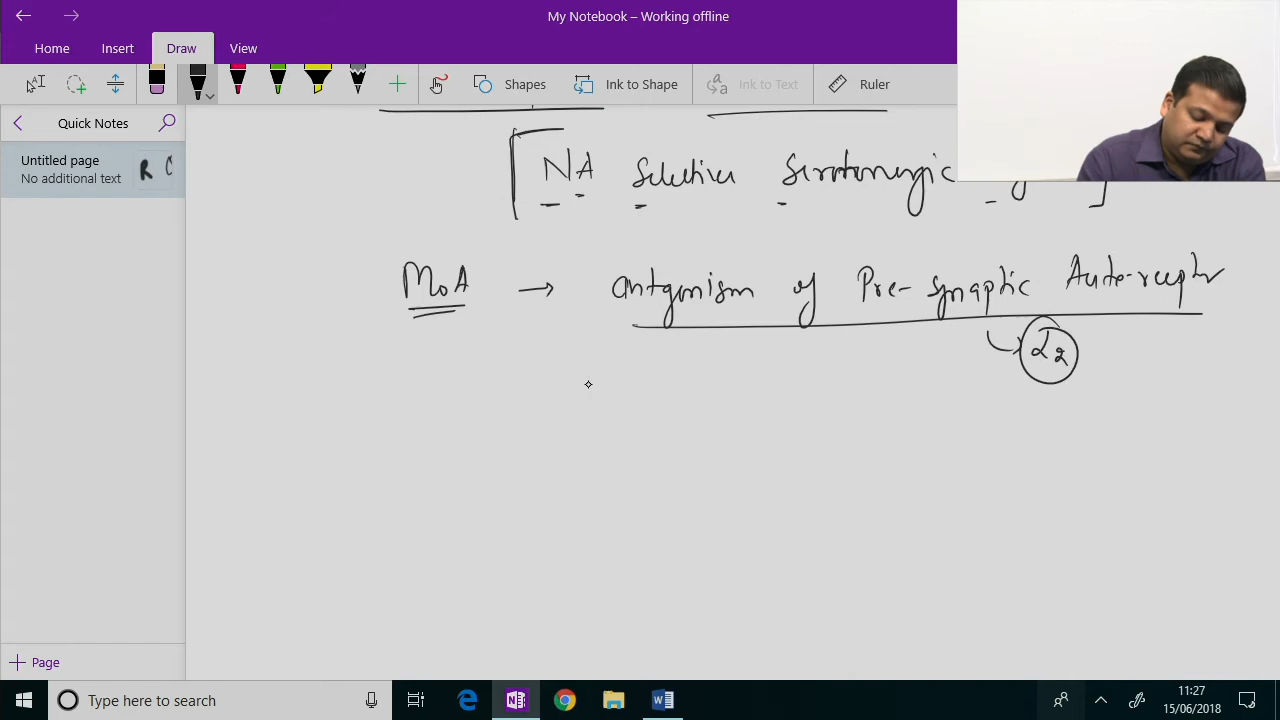 My Notebook – Working offline
Home Insert Draw View
Shapes Ink to Shape Ink to Text Ruler
Quick Notes
Untitled page
No additional text
R C
[ NA Selective Serotonergic ]
MOA → antgonism of Pre-synaptic Auto-receptr
α2
+ Page
Type here to search
11:27
15/06/2018